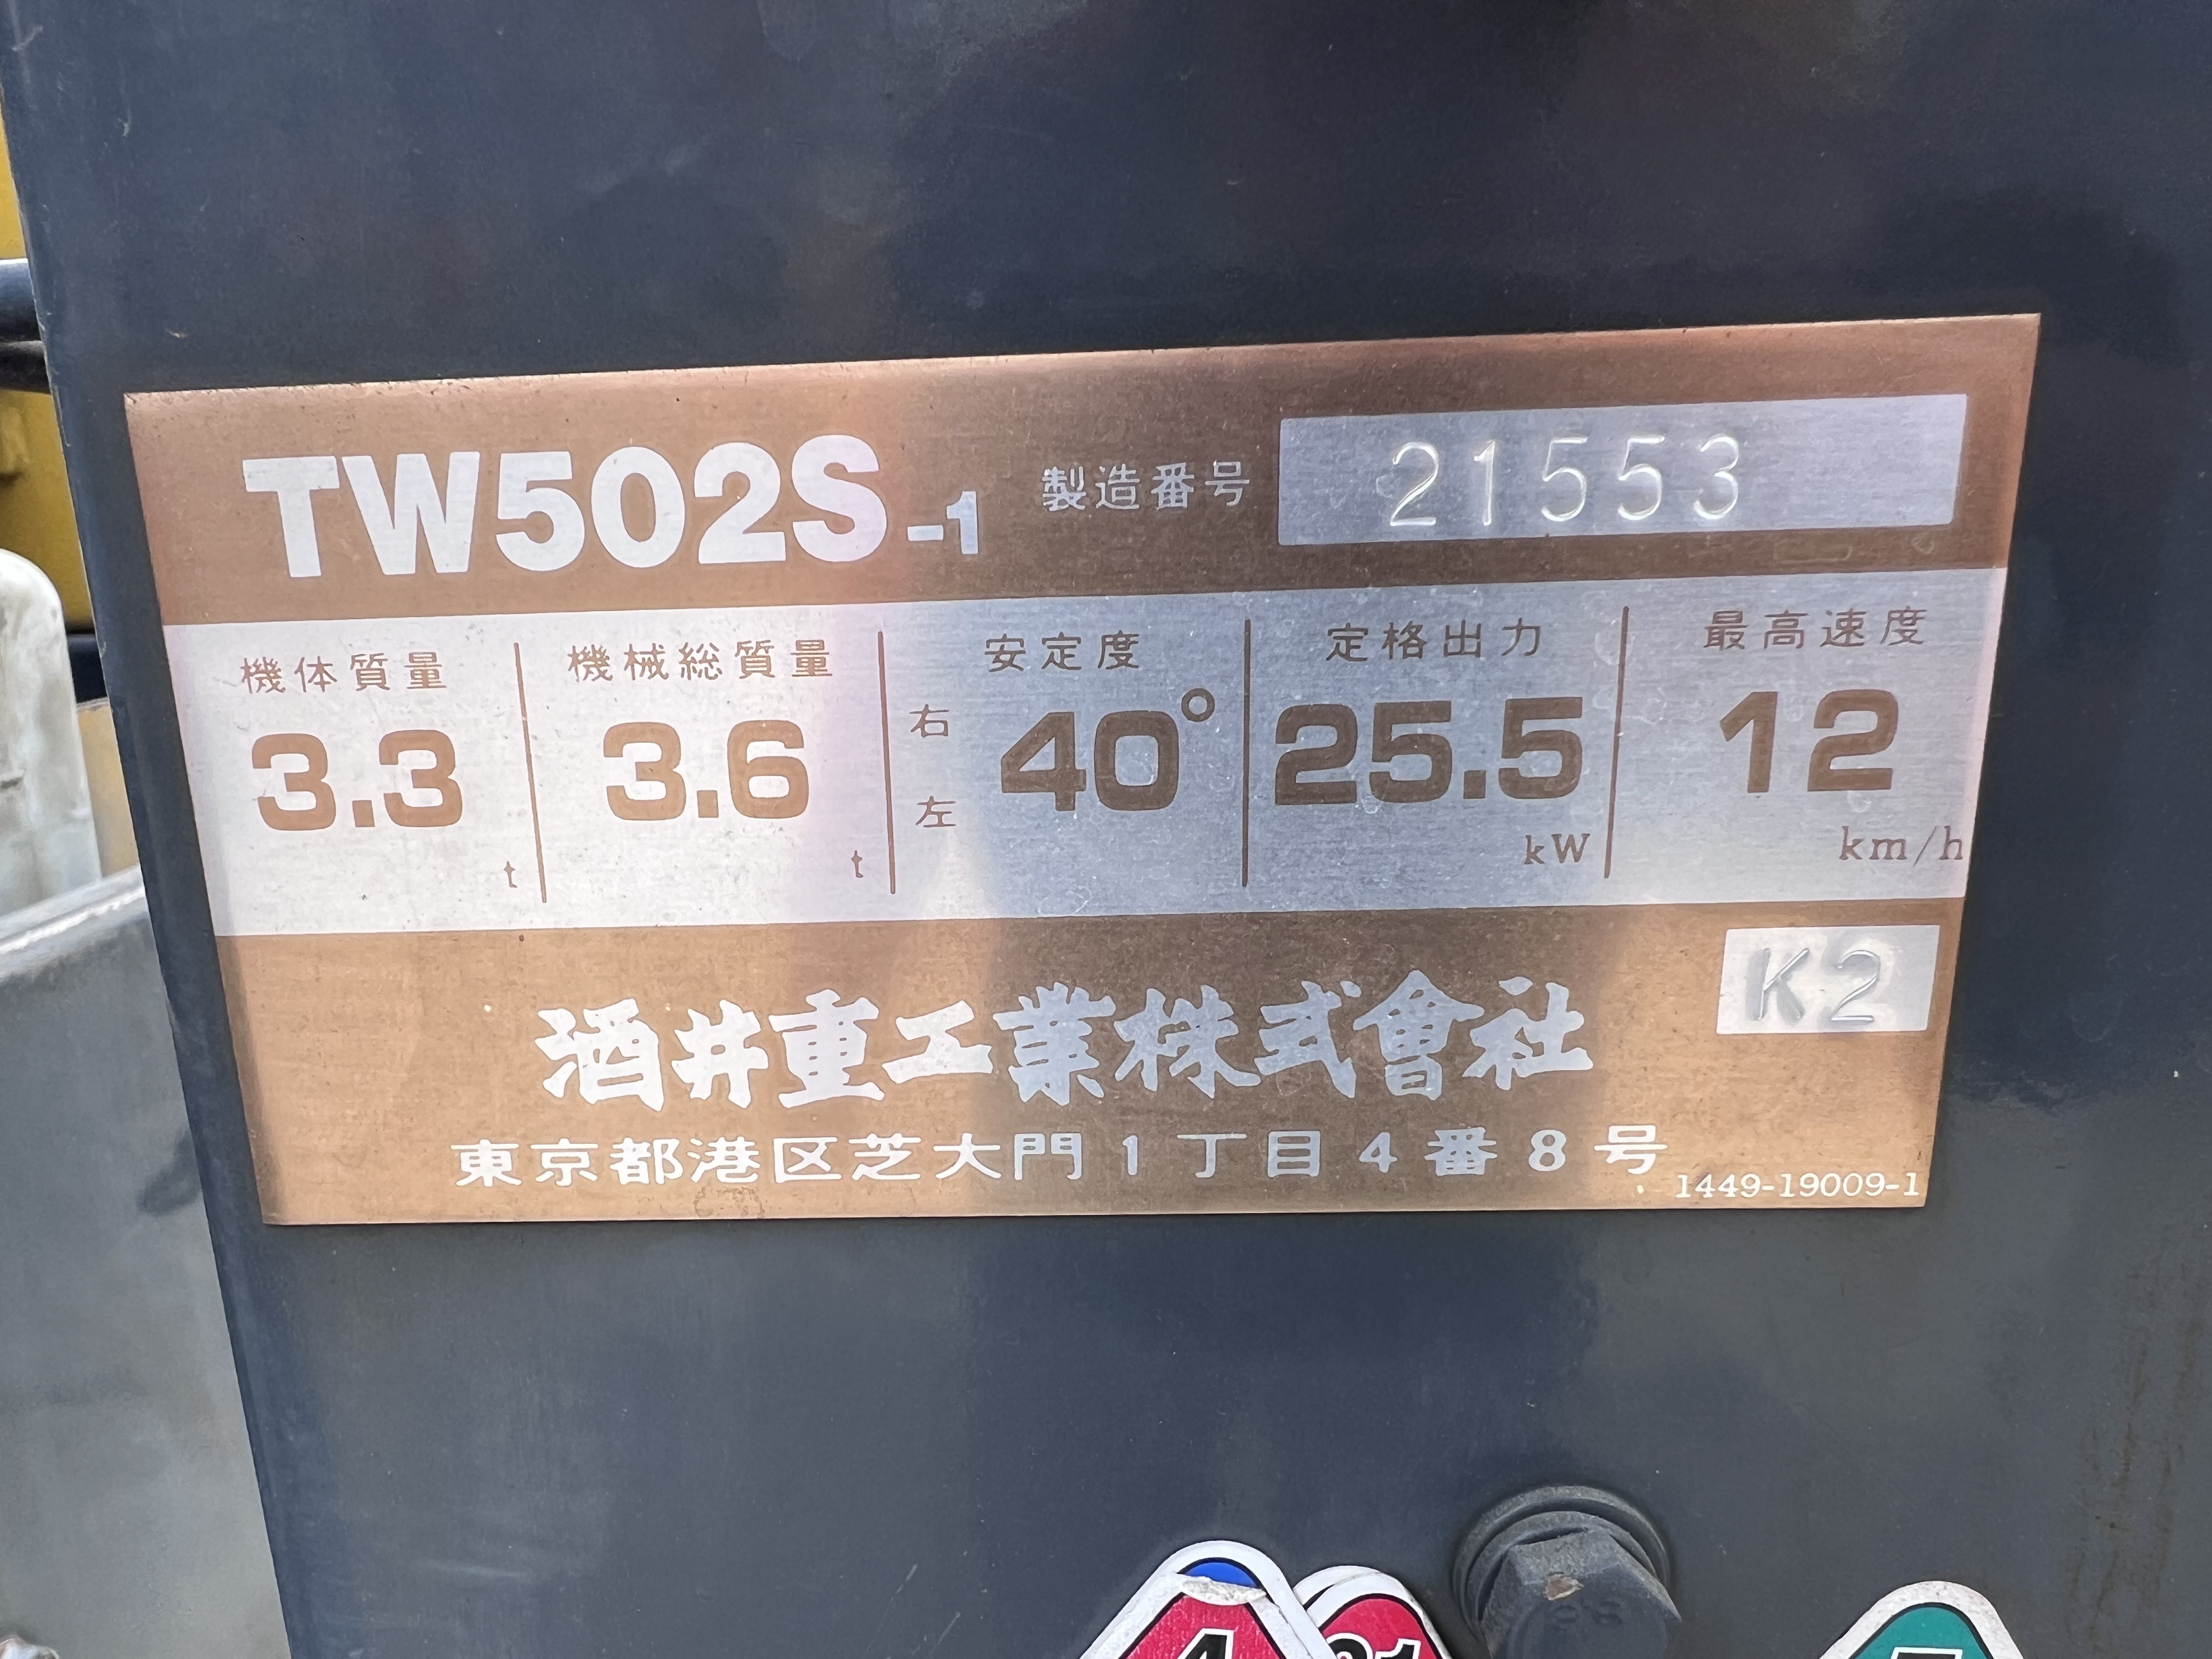 TW502S-1 製造番号 21553
機体質量 機械総質量 安定度 定格出力 最高速度
3.3 t 3.6 t 右 左 40° 25.5 kW 12 km/h
K2
酒井重工業株式會社
東京都港区芝大門1丁目4番8号
1449-19009-1
4